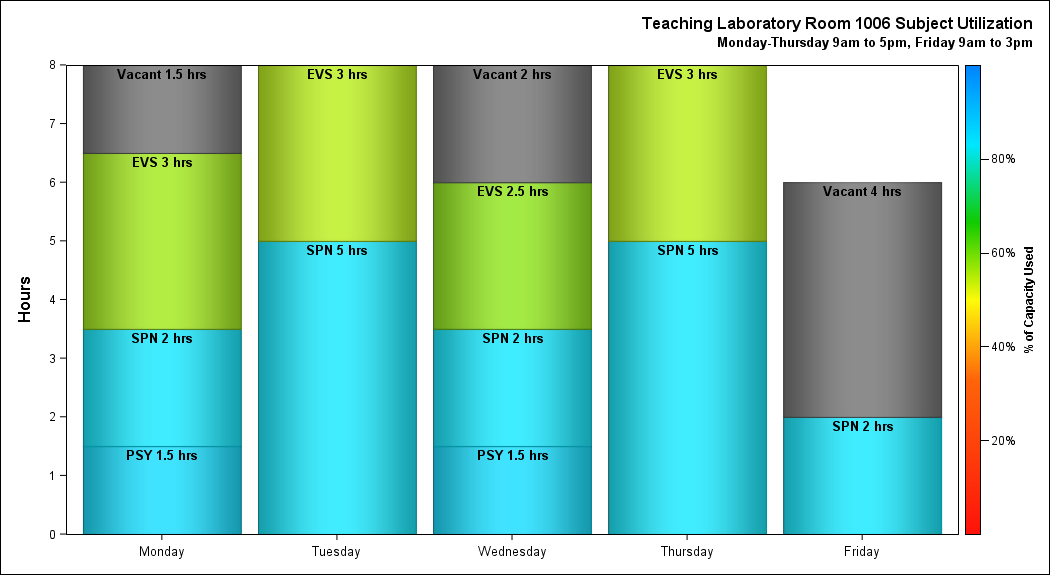 Teaching Laboratory Room 1006 Subject Utilization
Monday-Thursday 9am to 5pm, Friday 9am to 3pm
8
7
6
5
4
3
2
1
0
Hours
Vacant 1.5 hrs
EVS 3 hrs
SPN 2 hrs
PSY 1.5 hrs
EVS 3 hrs
SPN 5 hrs
Vacant 2 hrs
EVS 2.5 hrs
SPN 2 hrs
PSY 1.5 hrs
EVS 3 hrs
SPN 5 hrs
Vacant 4 hrs
SPN 2 hrs
Monday
Tuesday
Wednesday
Thursday
Friday
80%
60%
40%
20%
% of Capacity Used